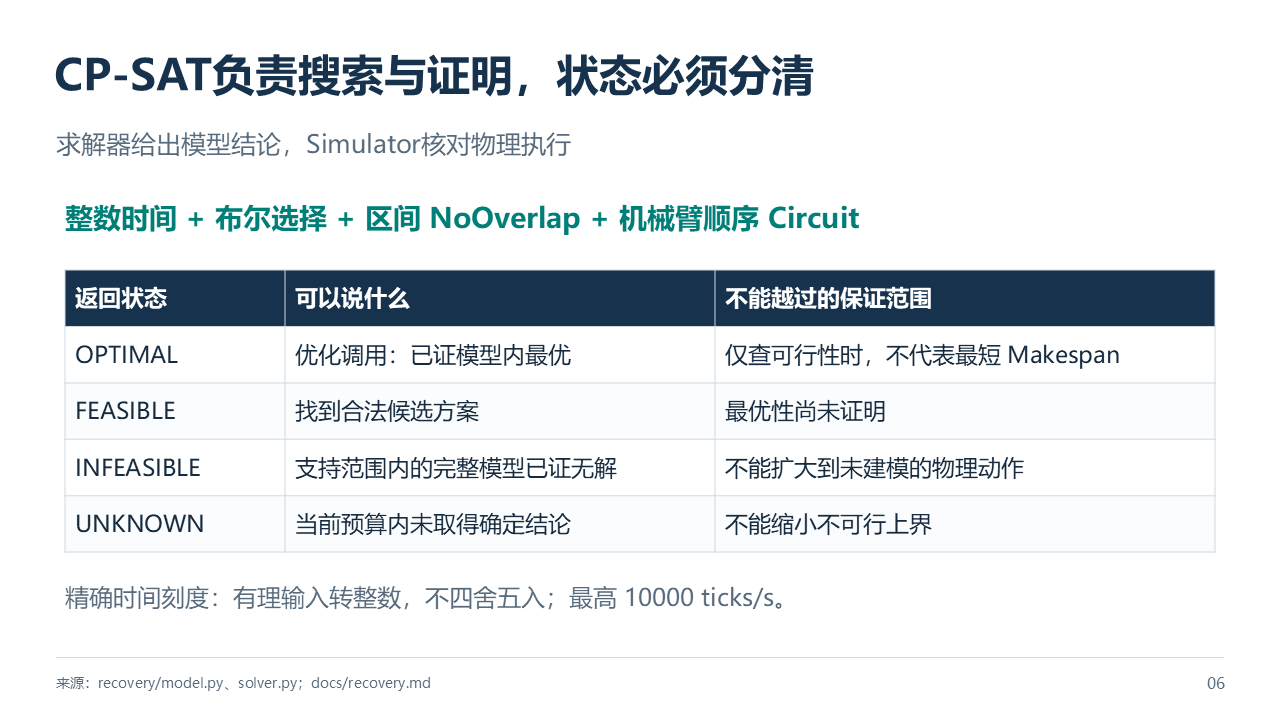 CP-SAT负责搜索与证明，状态必须分清
求解器给出模型结论，Simulator核对物理执行
整数时间 + 布尔选择 + 区间 NoOverlap + 机械臂顺序 Circuit
返回状态 可以说什么 不能越过的保证范围
OPTIMAL 优化调用：已证模型内最优 仅查可行性时，不代表最短 Makespan
FEASIBLE 找到合法候选方案 最优性尚未证明
INFEASIBLE 支持范围内的完整模型已证无解 不能扩大到未建模的物理动作
UNKNOWN 当前预算内未取得确定结论 不能缩小不可行上界
精确时间刻度：有理输入转整数，不四舍五入；最高 10000 ticks/s。
来源：recovery/model.py、solver.py；docs/recovery.md
06